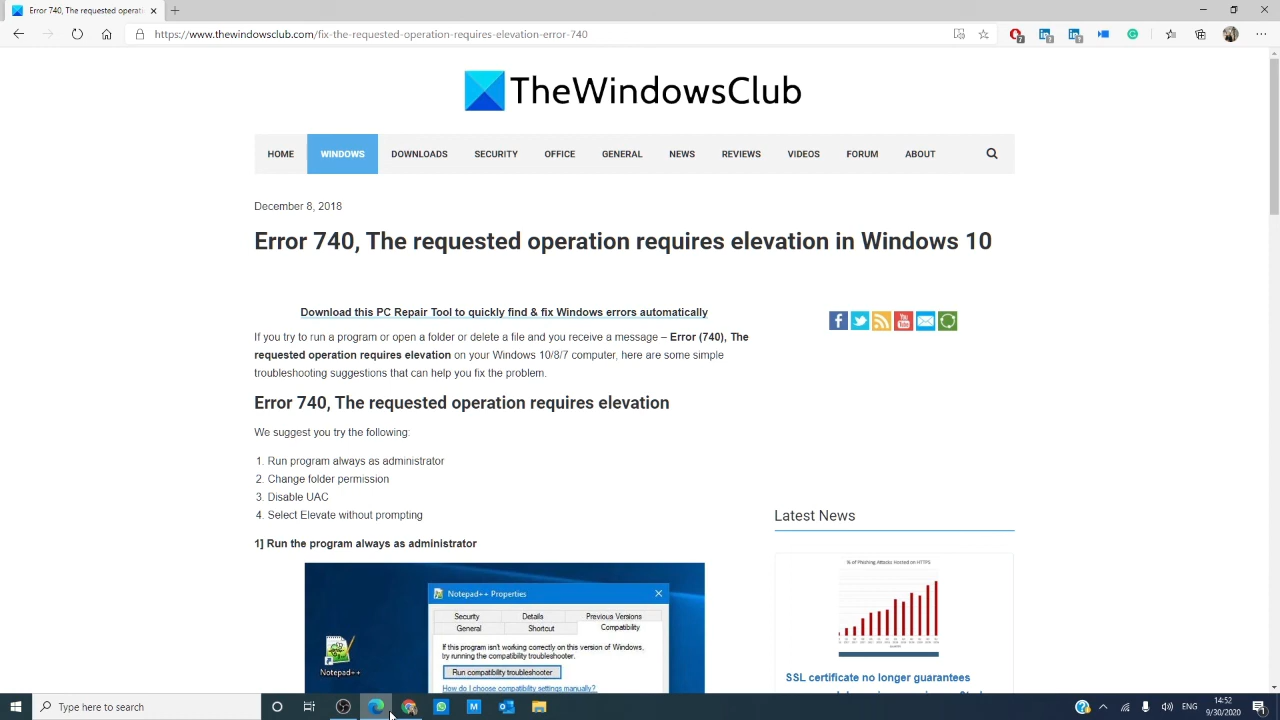 Error 740, The requested operat
https://www.thewindowsclub.com/fix-the-requested-operation-requires-elevation-error-740
TheWindowsClub
HOME WINDOWS DOWNLOADS SECURITY OFFICE GENERAL NEWS REVIEWS VIDEOS FORUM ABOUT
December 8, 2018
Error 740, The requested operation requires elevation in Windows 10
Download this PC Repair Tool to quickly find & fix Windows errors automatically
If you try to run a program or open a folder or delete a file and you receive a message – Error (740), The
requested operation requires elevation on your Windows 10/8/7 computer, here are some simple
troubleshooting suggestions that can help you fix the problem.
Error 740, The requested operation requires elevation
We suggest you try the following:
1. Run program always as administrator
2. Change folder permission
3. Disable UAC
4. Select Elevate without prompting
1] Run the program always as administrator
Notepad++ Properties
Security Details Previous Versions
General Shortcut Compatibility
If this program isn't working correctly on this version of Windows,
try running the compatibility troubleshooter.
Run compatibility troubleshooter
How do I choose compatibility settings manually?
Notepad++
You Tube
Latest News
% of Phishing Attacks Hosted on HTTPS
SSL certificate no longer guarantees
Type here to search
ENG
14:52
9/30/2020